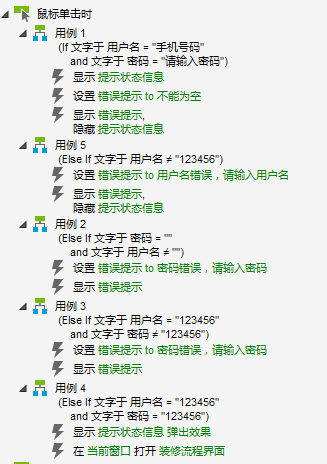 鼠标单击时
用例 1
(If 文字于 用户名 = "手机号码"
and 文字于 密码 = "请输入密码")
显示 提示状态信息
设置 错误提示 to 不能为空
显示 错误提示,
隐藏 提示状态信息
用例 5
(Else If 文字于 用户名 ≠ "123456")
设置 错误提示 to 用户名错误，请输入用户名
显示 错误提示,
隐藏 提示状态信息
用例 2
(Else If 文字于 密码 = ""
and 文字于 用户名 ≠ "")
设置 错误提示 to 密码错误，请输入密码
显示 错误提示
用例 3
(Else If 文字于 用户名 = "123456"
and 文字于 密码 ≠ "123456")
设置 错误提示 to 密码错误，请输入密码
显示 错误提示
用例 4
(Else If 文字于 用户名 = "123456"
and 文字于 密码 = "123456")
显示 提示状态信息 弹出效果
在 当前窗口 打开 装修流程界面